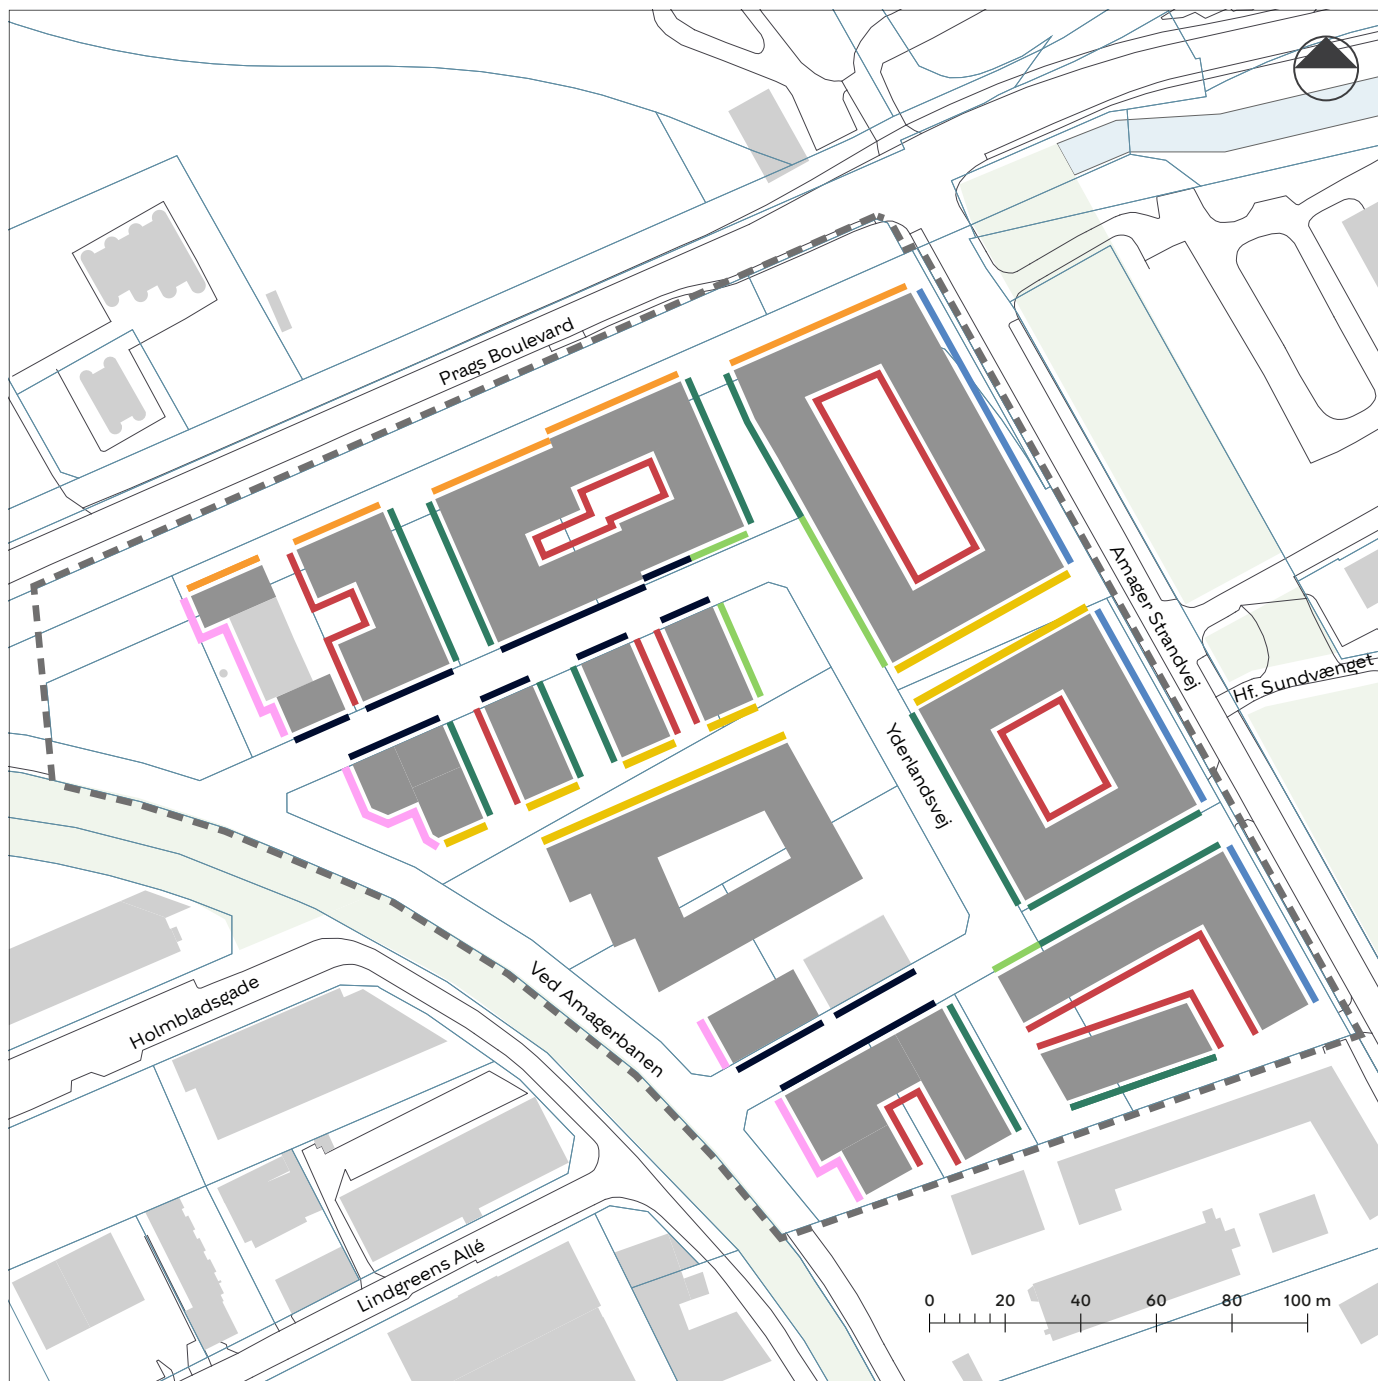 Prags Boulevard
Amager Strandvej
Hf. Sundvænget
Yderlandsvej
Ved Amagerbanen
Holmbladsgade
Lindgreens Allé
0 20 40 60 80 100 m